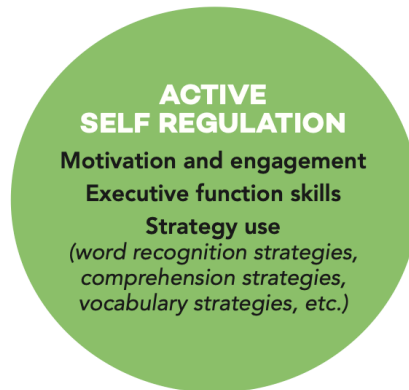 ACTIVE
SELF REGULATION
Motivation and engagement
Executive function skills
Strategy use
(word recognition strategies,
comprehension strategies,
vocabulary strategies, etc.)